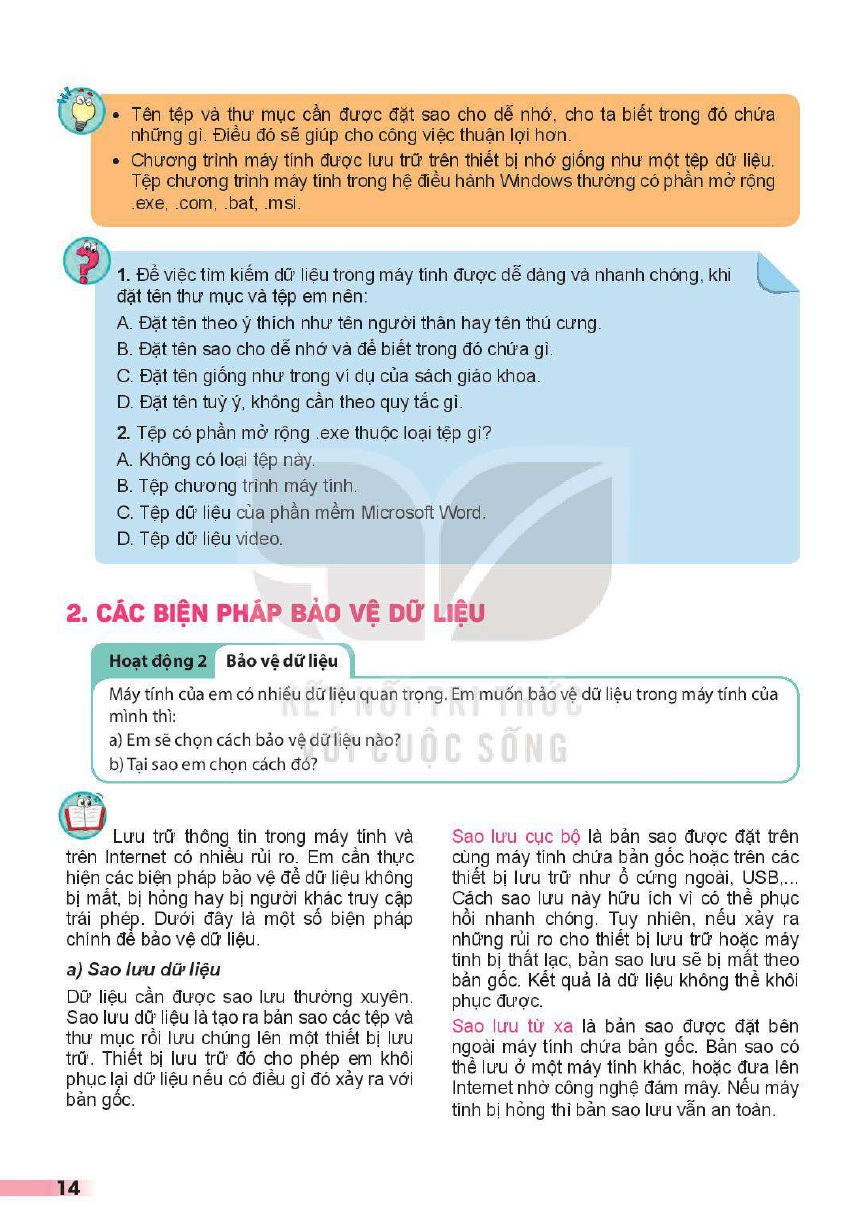 • Tên tệp và thư mục cần được đặt sao cho dễ nhớ, cho ta biết trong đó chứa
những gì. Điều đó sẽ giúp cho công việc thuận lợi hơn.
• Chương trình máy tính được lưu trữ trên thiết bị nhớ giống như một tệp dữ liệu.
Tệp chương trình máy tính trong hệ điều hành Windows thường có phần mở rộng
.exe, .com, .bat, .msi.
1. Để việc tìm kiếm dữ liệu trong máy tính được dễ dàng và nhanh chóng, khi
đặt tên thư mục và tệp em nên:
A. Đặt tên theo ý thích như tên người thân hay tên thú cưng.
B. Đặt tên sao cho dễ nhớ và để biết trong đó chứa gì.
C. Đặt tên giống như trong ví dụ của sách giáo khoa.
D. Đặt tên tuỳ ý, không cần theo quy tắc gì.
2. Tệp có phần mở rộng .exe thuộc loại tệp gì?
A. Không có loại tệp này.
B. Tệp chương trình máy tính.
C. Tệp dữ liệu của phần mềm Microsoft Word.
D. Tệp dữ liệu video.
2. CÁC BIỆN PHÁP BẢO VỆ DỮ LIỆU
Hoạt động 2 Bảo vệ dữ liệu
Máy tính của em có nhiều dữ liệu quan trọng. Em muốn bảo vệ dữ liệu trong máy tính của
mình thì:
a) Em sẽ chọn cách bảo vệ dữ liệu nào?
b) Tại sao em chọn cách đó?
KẾT NỐI TRI THỨC
VỚI CUỘC SỐNG
Lưu trữ thông tin trong máy tính và
trên Internet có nhiều rủi ro. Em cần thực
hiện các biện pháp bảo vệ để dữ liệu không
bị mất, bị hỏng hay bị người khác truy cập
trái phép. Dưới đây là một số biện pháp
chính để bảo vệ dữ liệu.
a) Sao lưu dữ liệu
Dữ liệu cần được sao lưu thường xuyên.
Sao lưu dữ liệu là tạo ra bản sao các tệp và
thư mục rồi lưu chúng lên một thiết bị lưu
trữ. Thiết bị lưu trữ đó cho phép em khôi
phục lại dữ liệu nếu có điều gì đó xảy ra với
bản gốc.
Sao lưu cục bộ là bản sao được đặt trên
cùng máy tính chứa bản gốc hoặc trên các
thiết bị lưu trữ như ổ cứng ngoài, USB,...
Cách sao lưu này hữu ích vì có thể phục
hồi nhanh chóng. Tuy nhiên, nếu xảy ra
những rủi ro cho thiết bị lưu trữ hoặc máy
tính bị thất lạc, bản sao lưu sẽ bị mất theo
bản gốc. Kết quả là dữ liệu không thể khôi
phục được.
Sao lưu từ xa là bản sao được đặt bên
ngoài máy tính chứa bản gốc. Bản sao có
thể lưu ở một máy tính khác, hoặc đưa lên
Internet nhờ công nghệ đám mây. Nếu máy
tính bị hỏng thì bản sao lưu vẫn an toàn.
14